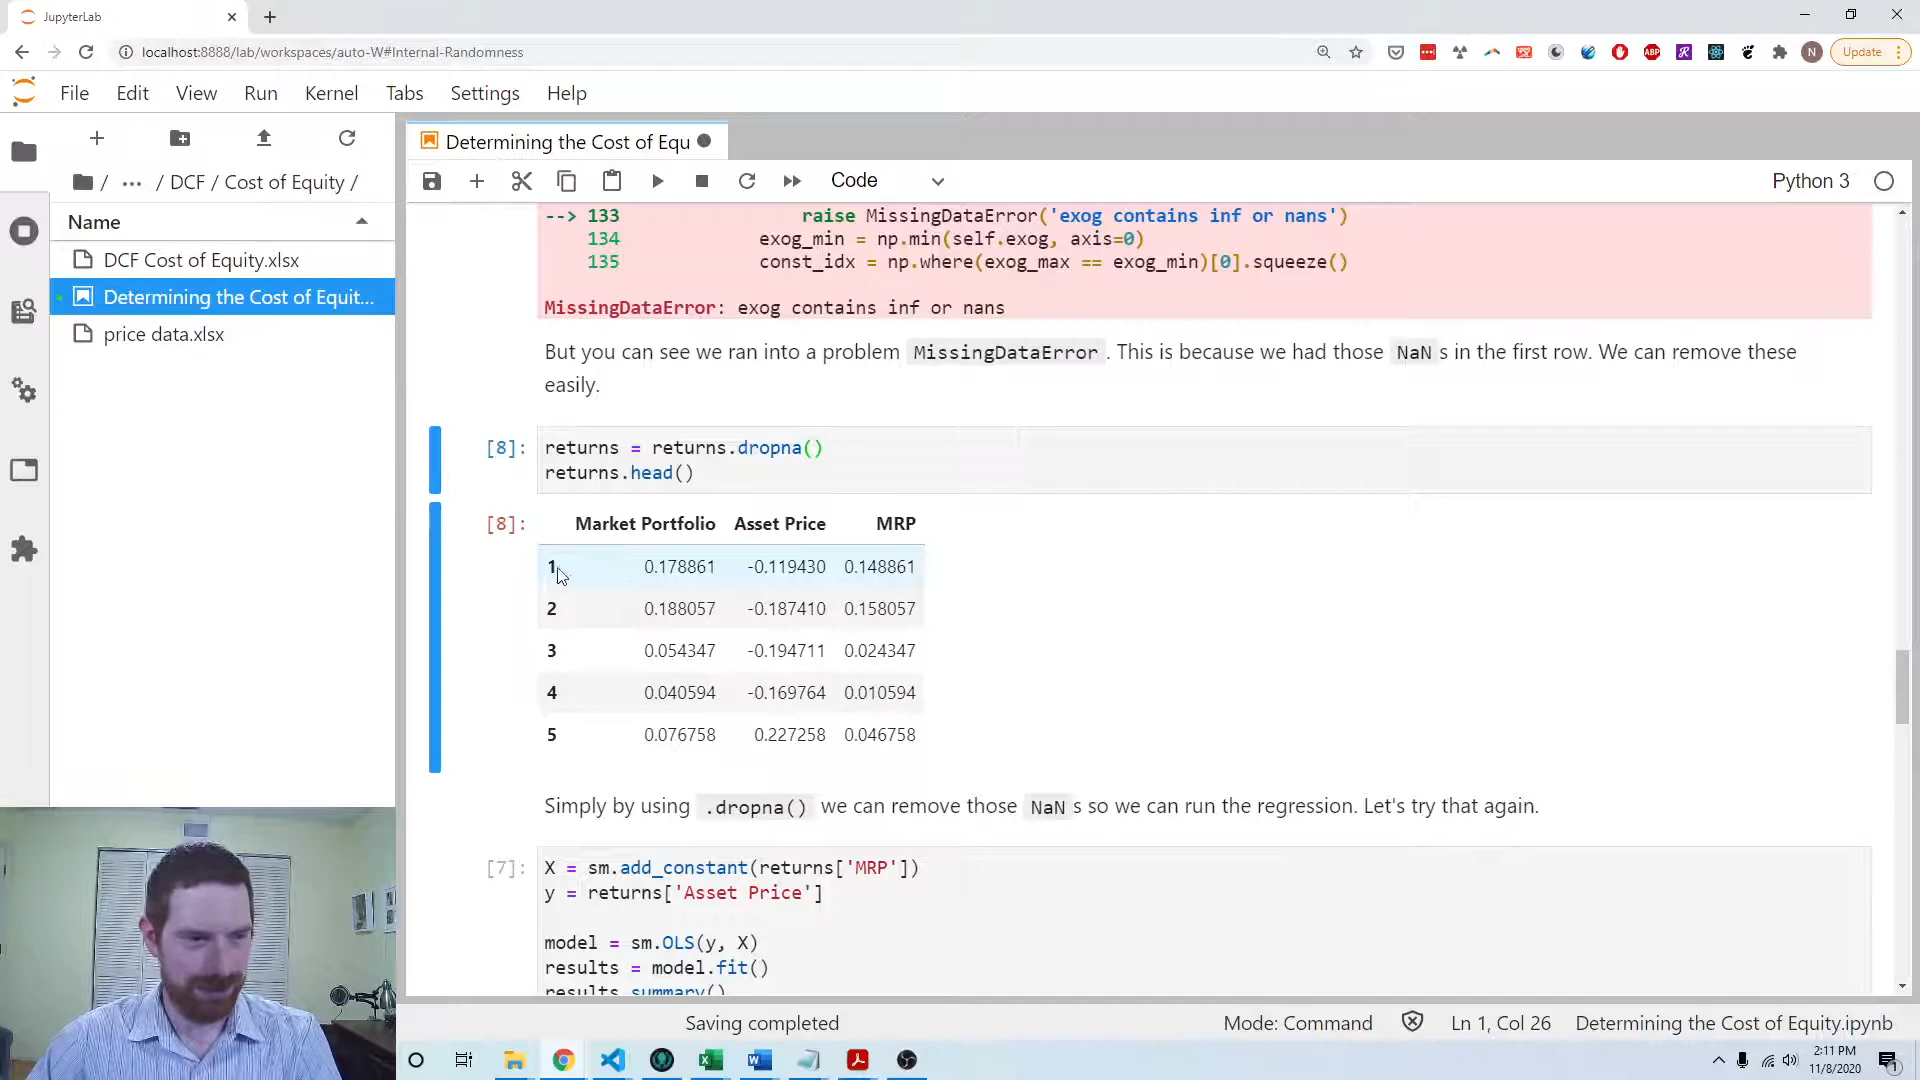 JupyterLab
localhost:8888/lab/workspaces/auto-W#Internal-Randomness
ABP
N
Update
File Edit View Run Kernel Tabs Settings Help
Determining the Cost of Equ
/ ... / DCF / Cost of Equity /
Code
Python 3
Name
DCF Cost of Equity.xlsx
Determining the Cost of Equit...
price data.xlsx
--> 133 raise MissingDataError('exog contains inf or nans')
134 exog_min = np.min(self.exog, axis=0)
135 const_idx = np.where(exog_max == exog_min)[0].squeeze()
MissingDataError: exog contains inf or nans
But you can see we ran into a problem MissingDataError . This is because we had those NaN s in the first row. We can remove these
easily.
[8]: returns = returns.dropna()
returns.head()
[8]: Market Portfolio Asset Price MRP
1 0.178861 -0.119430 0.148861
2 0.188057 -0.187410 0.158057
3 0.054347 -0.194711 0.024347
4 0.040594 -0.169764 0.010594
5 0.076758 0.227258 0.046758
Simply by using .dropna() we can remove those NaN s so we can run the regression. Let's try that again.
[7]: X = sm.add_constant(returns['MRP'])
y = returns['Asset Price']
model = sm.OLS(y, X)
results = model.fit()
results.summary()
Saving completed
Mode: Command
Ln 1, Col 26
Determining the Cost of Equity.ipynb
2:11 PM
11/8/2020